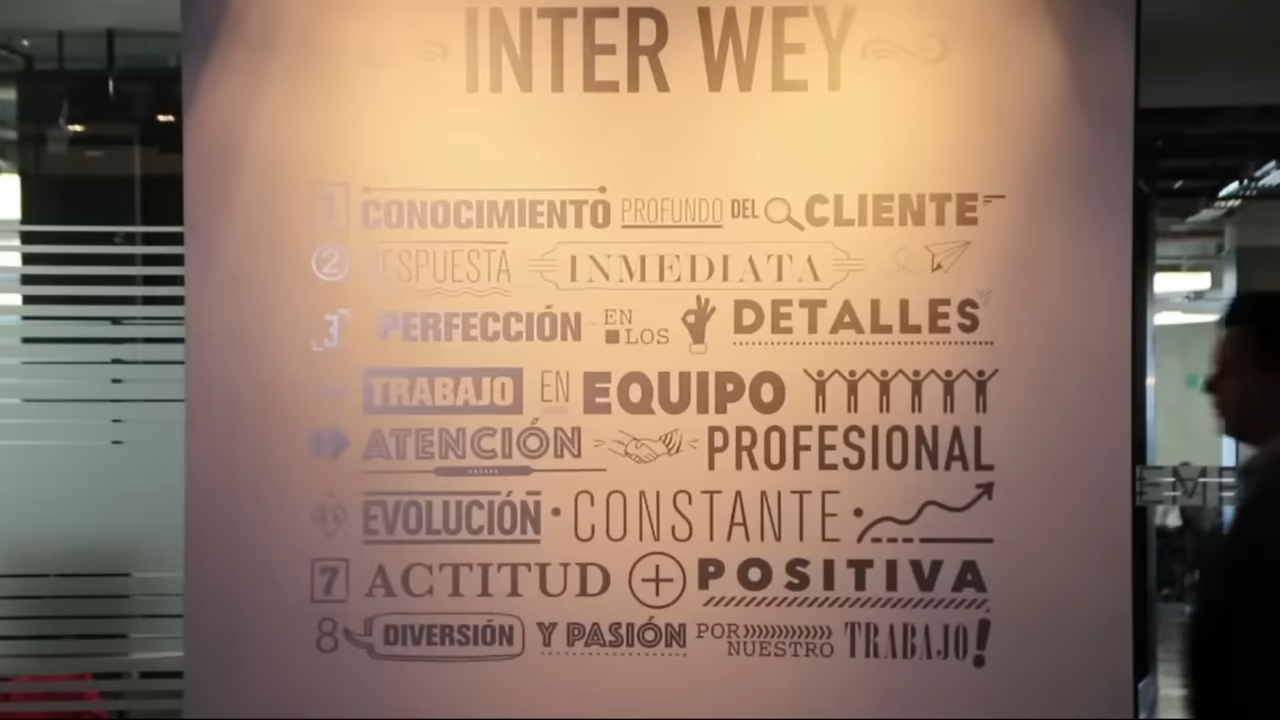 INTER WEY
1 CONOCIMIENTO PROFUNDO DEL CLIENTE
2 RESPUESTA INMEDIATA
3 PERFECCIÓN EN LOS DETALLES
TRABAJO EN EQUIPO
ATENCIÓN PROFESIONAL
EVOLUCIÓN CONSTANTE
7 ACTITUD + POSITIVA
8 DIVERSIÓN Y PASIÓN POR NUESTRO TRABAJO!